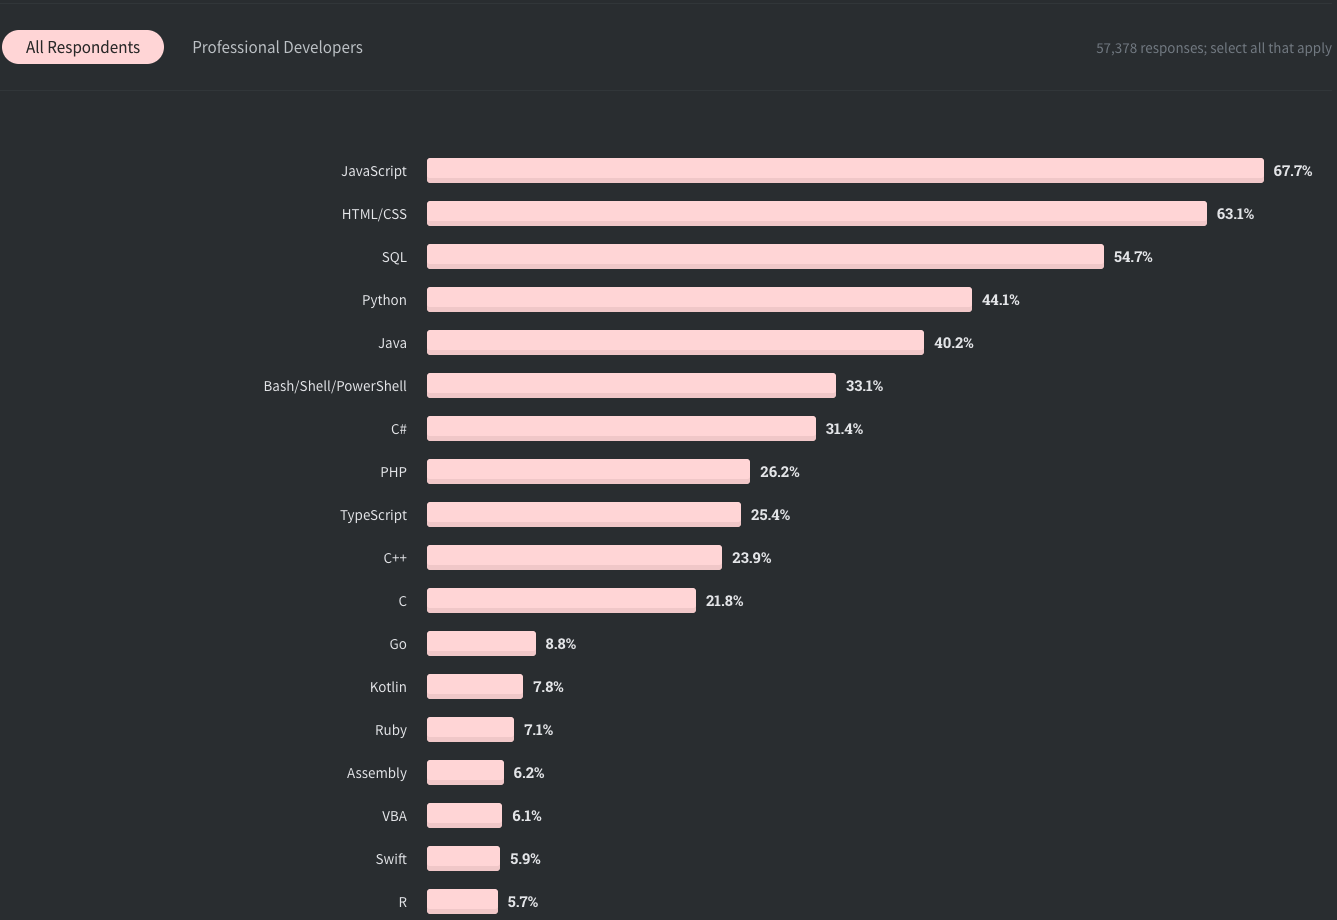 All Respondents Professional Developers 57,378 responses; select all that apply
JavaScript 67.7%
HTML/CSS 63.1%
SQL 54.7%
Python 44.1%
Java 40.2%
Bash/Shell/PowerShell 33.1%
C# 31.4%
PHP 26.2%
TypeScript 25.4%
C++ 23.9%
C 21.8%
Go 8.8%
Kotlin 7.8%
Ruby 7.1%
Assembly 6.2%
VBA 6.1%
Swift 5.9%
R 5.7%